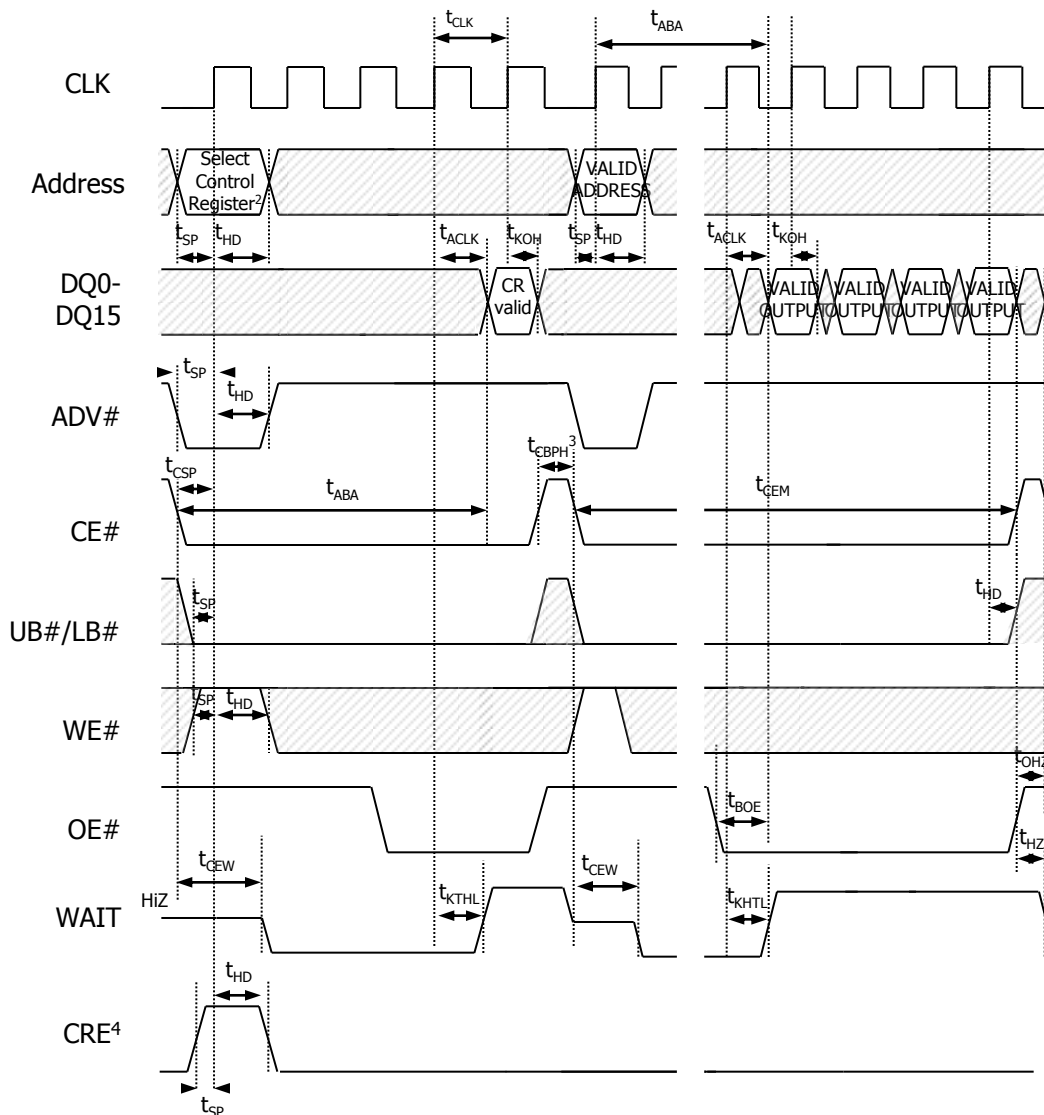 tCLK
tABA
CLK
Address
Select
Control
Register2
VALID
ADDRESS
tSP
tHD
tACLK
tKOH
tSP
tHD
tACLK
tKOH
DQ0-
DQ15
CR
valid
VALID
OUTPUT
VALID
OUTPUT
VALID
OUTPUT
VALID
OUTPUT
tSP
tHD
ADV#
tCBPH3
tCSP
tABA
tCEM
CE#
tSP
tHD
UB#/LB#
tSP
tHD
WE#
tOHZ
OE#
tBOE
tHZ
tCEW
tCEW
HiZ
WAIT
tKTHL
tKHTL
tHD
CRE4
tSP